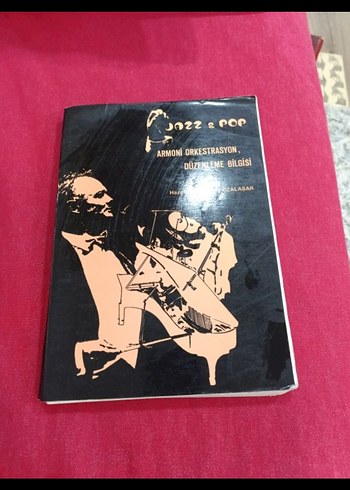 JAZZ & POP
ARMONİ ORKESTRASYON,
DÜZENLEME BİLGİSİ